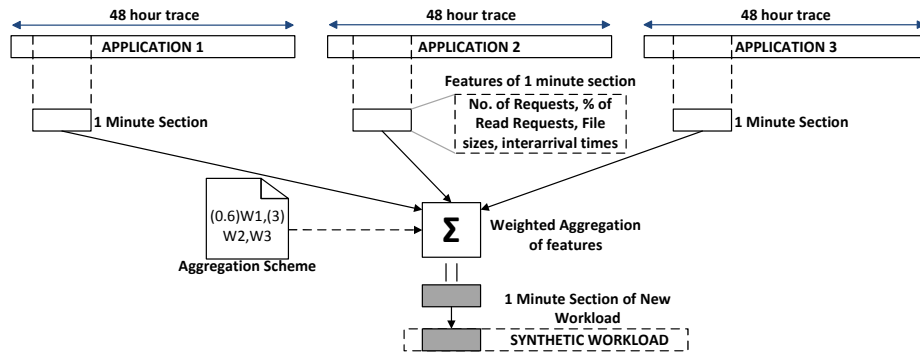 48 hour trace
48 hour trace
48 hour trace
APPLICATION 1
APPLICATION 2
APPLICATION 3
Features of 1 minute section
No. of Requests, % of
Read Requests, File
sizes, interarrival times
1 Minute Section
1 Minute Section
(0.6)W1,(3)
W2,W3
Aggregation Scheme
Σ
Weighted Aggregation
of features
1 Minute Section of New
Workload
SYNTHETIC WORKLOAD